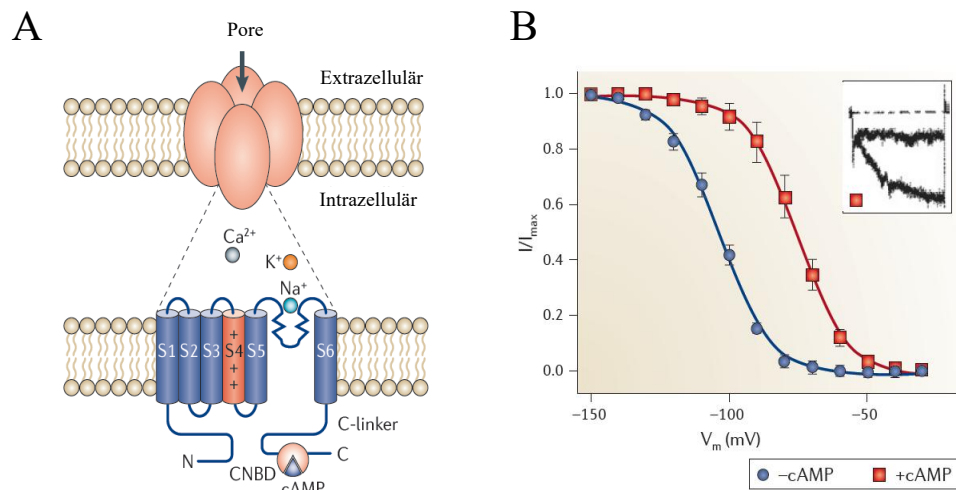 A
Pore
Extrazellulär
Intrazellulär
Ca²⁺
K⁺
Na⁺
S1 S2 S3 S4 S5 S6
+
+
+
C-linker
N
C
CNBD
cAMP
B
1.0
0.8
0.6
0.4
0.2
0.0
I/Imax
−150 −100 −50
Vm (mV)
−cAMP +cAMP